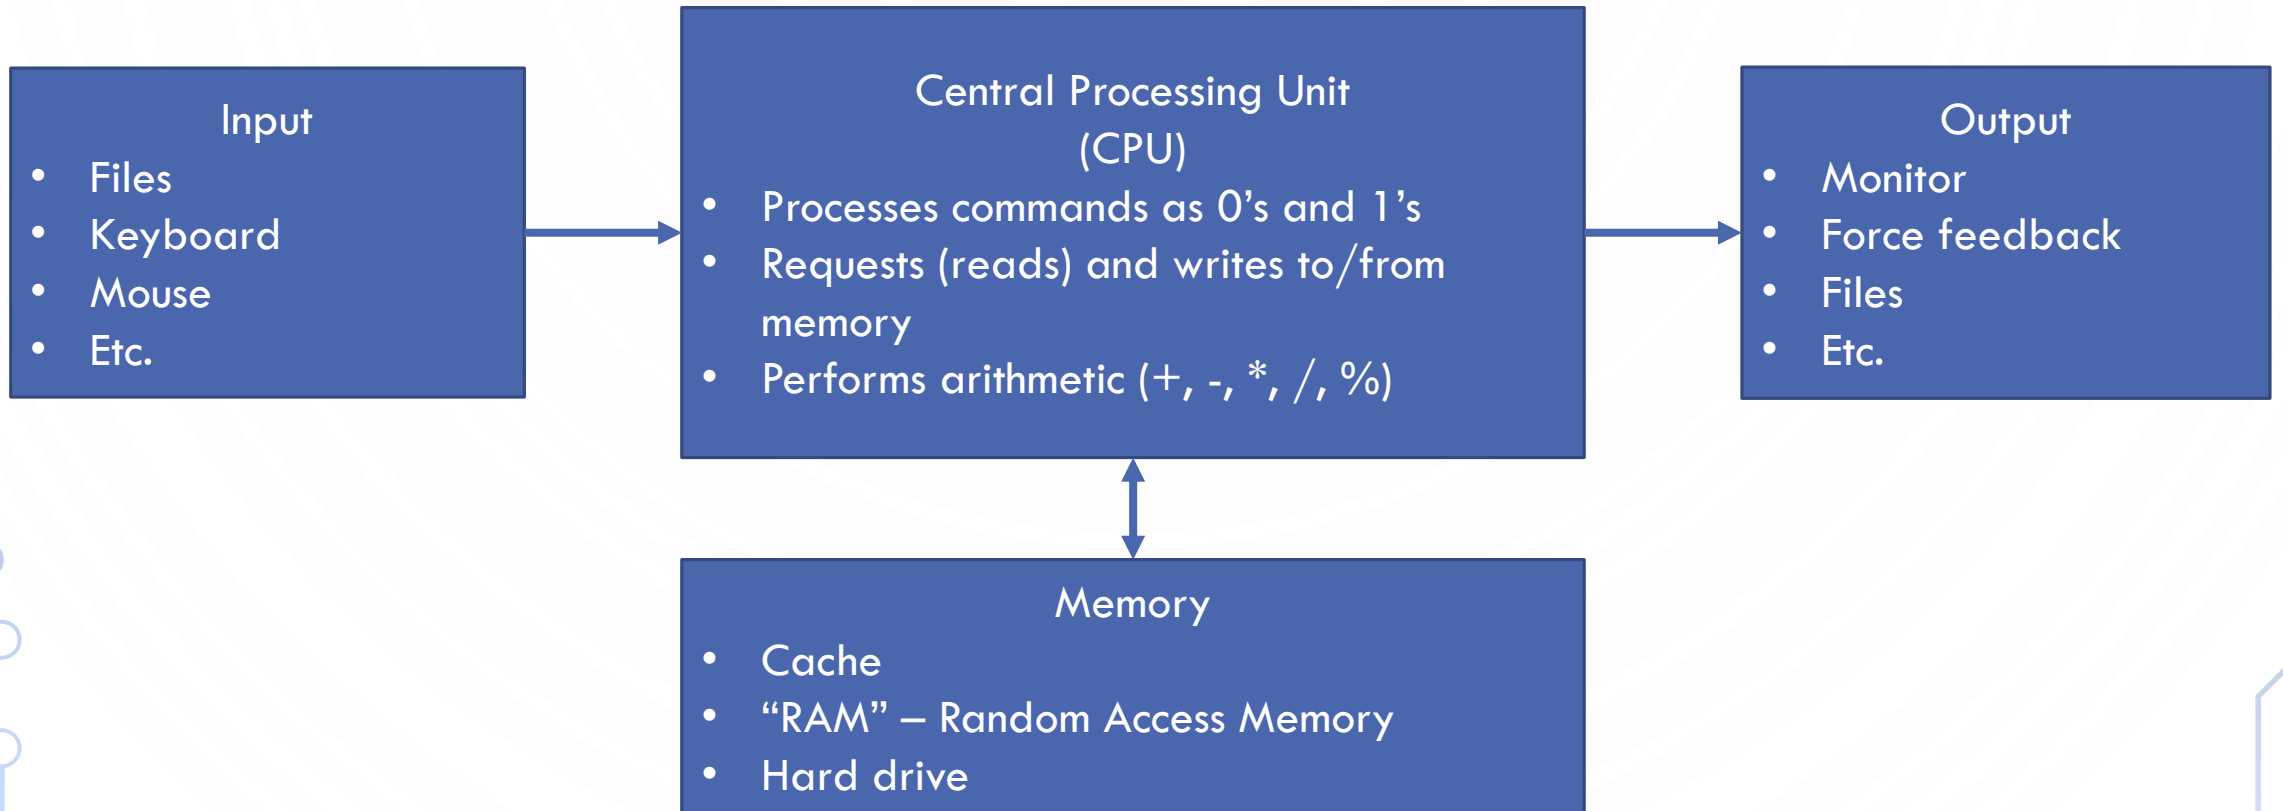 Input
• Files
• Keyboard
• Mouse
• Etc.
Central Processing Unit
(CPU)
• Processes commands as 0’s and 1’s
• Requests (reads) and writes to/from
memory
• Performs arithmetic (+, -, *, /, %)
Output
• Monitor
• Force feedback
• Files
• Etc.
Memory
• Cache
• “RAM” – Random Access Memory
• Hard drive